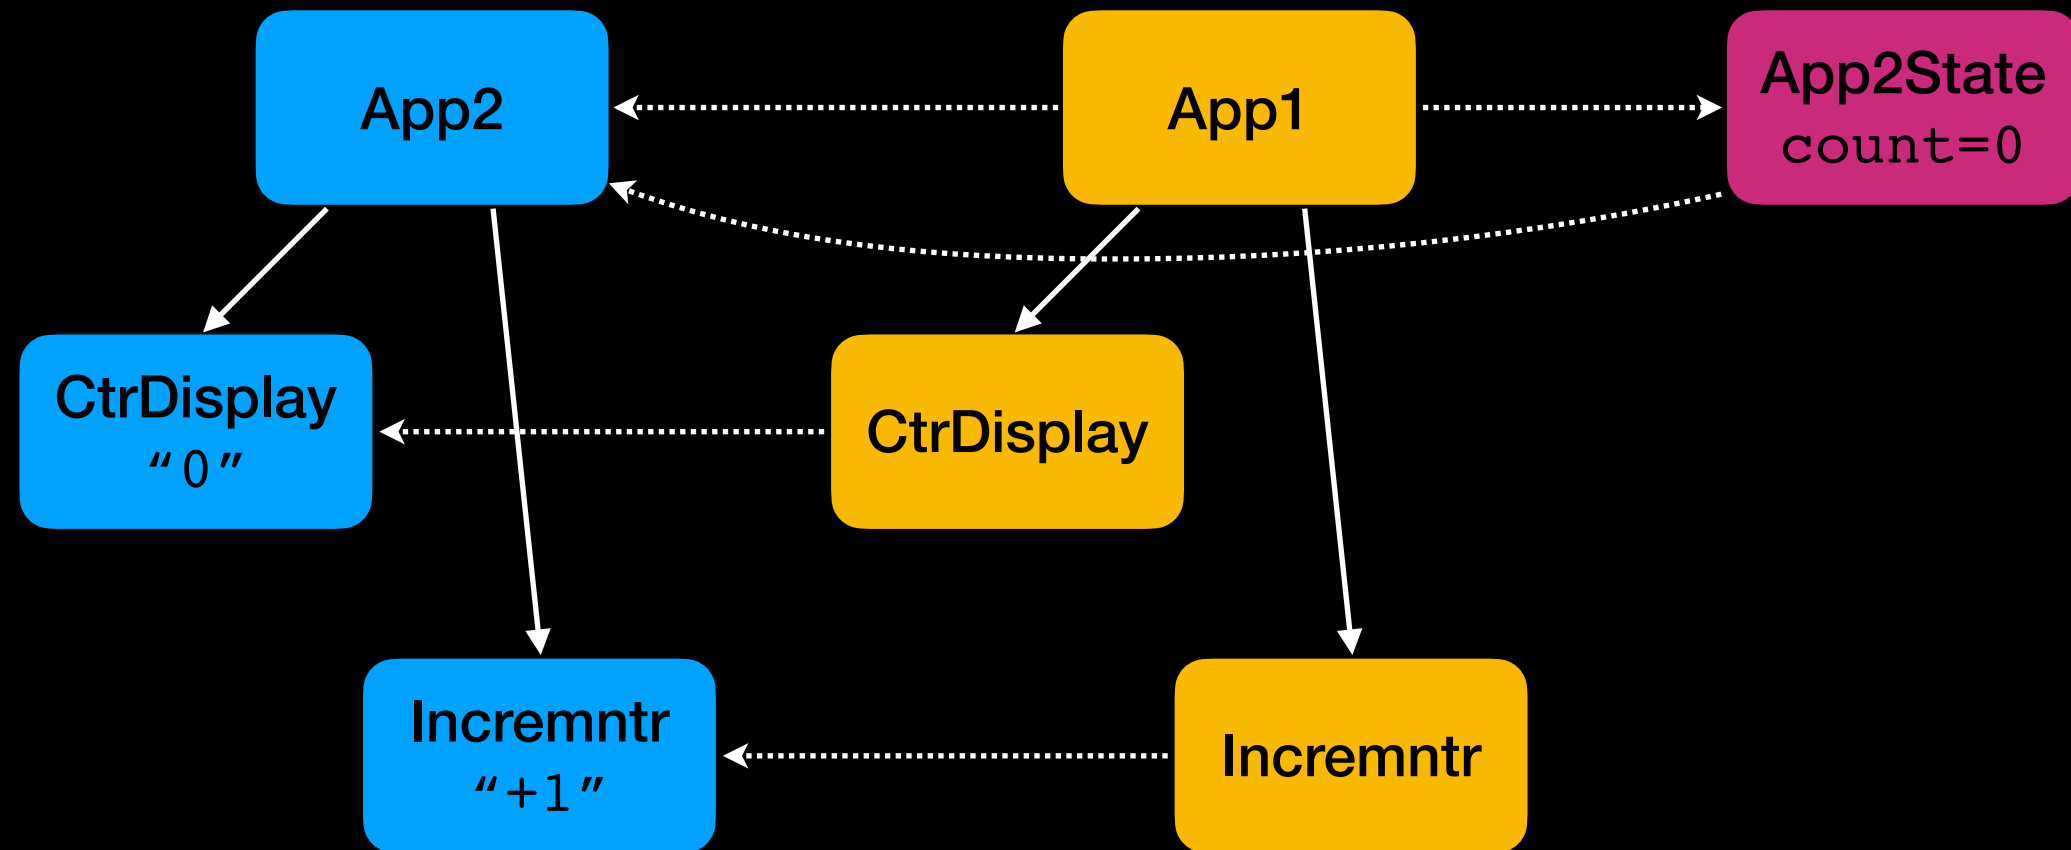 App2
App1
App2State
count=0
CtrDisplay
“0”
CtrDisplay
Incremntr
“+1”
Incremntr